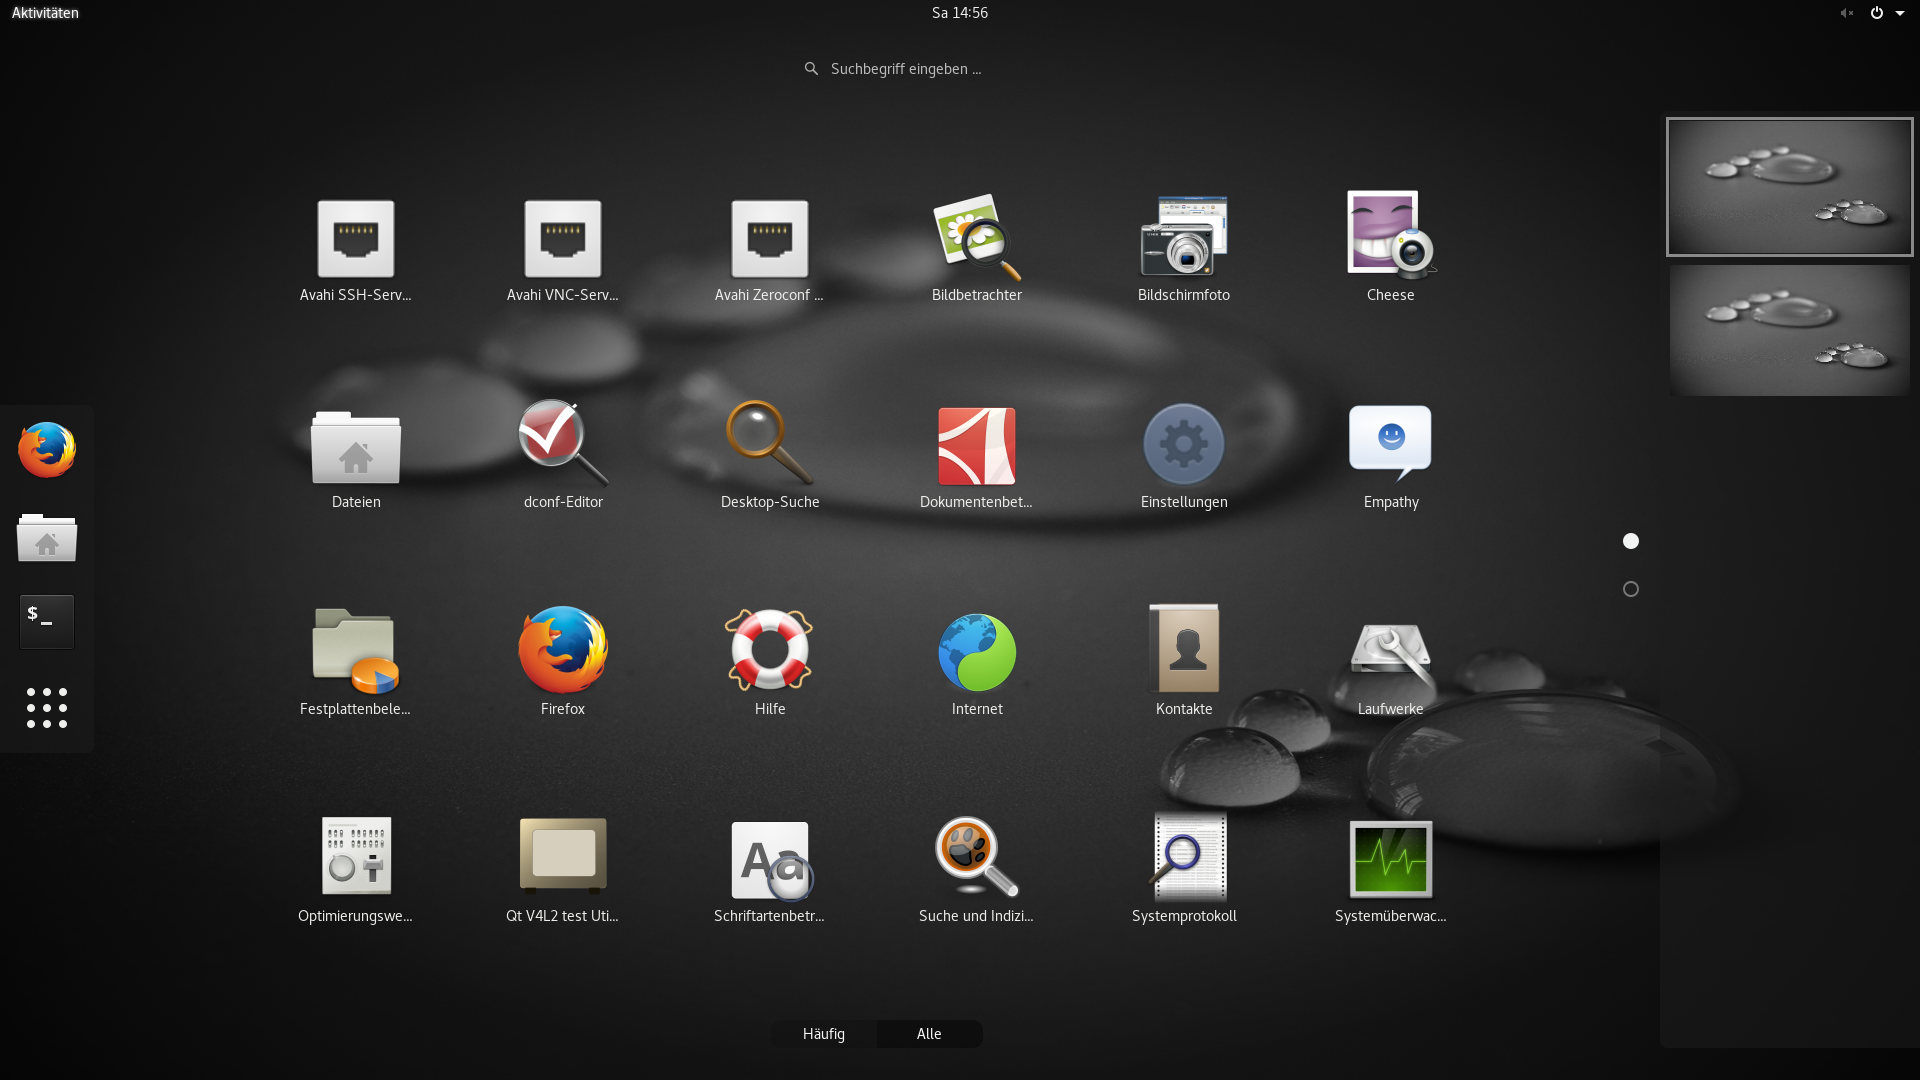 Aktivitäten
Sa 14:56
Suchbegriff eingeben ...
Avahi SSH-Serv...
Avahi VNC-Serv...
Avahi Zeroconf ...
Bildbetrachter
Bildschirmfoto
Cheese
Dateien
dconf-Editor
Desktop-Suche
Dokumentenbet...
Einstellungen
Empathy
$_
Festplattenbele...
Firefox
Hilfe
Internet
Kontakte
Laufwerke
Aa
Optimierungswe...
Qt V4L2 test Uti...
Schriftartenbetr...
Suche und Indizi...
Systemprotokoll
Systemüberwac...
Häufig
Alle